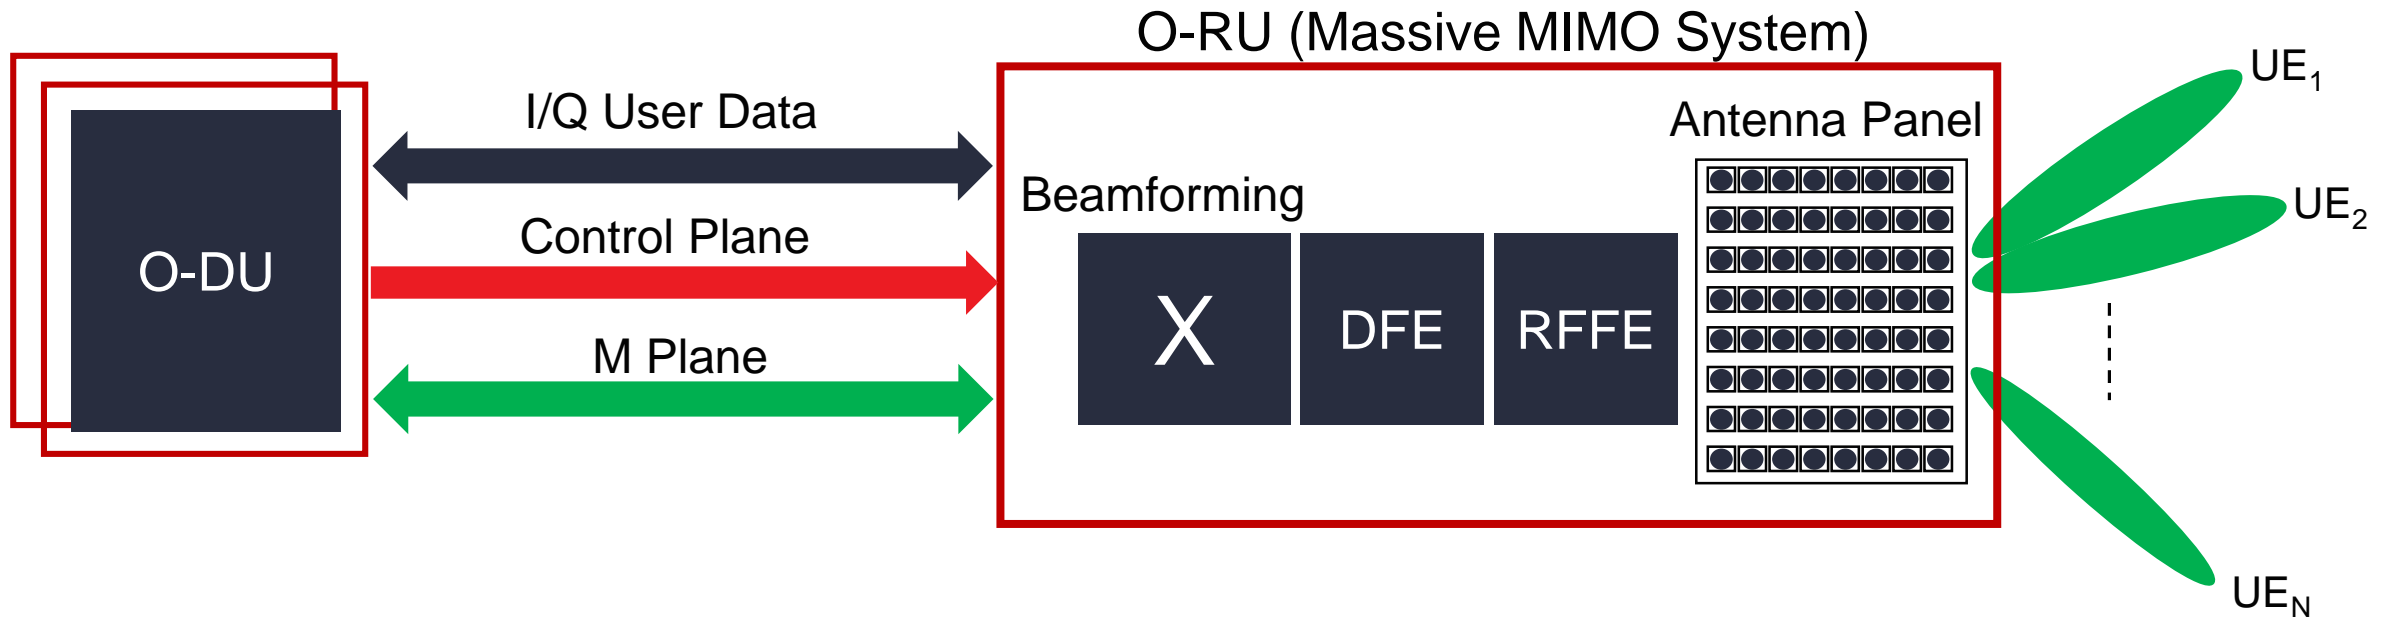 O-RU (Massive MIMO System)
O-DU
I/Q User Data
Control Plane
M Plane
Beamforming
X
DFE
RFFE
Antenna Panel
UE1
UE2
UEN